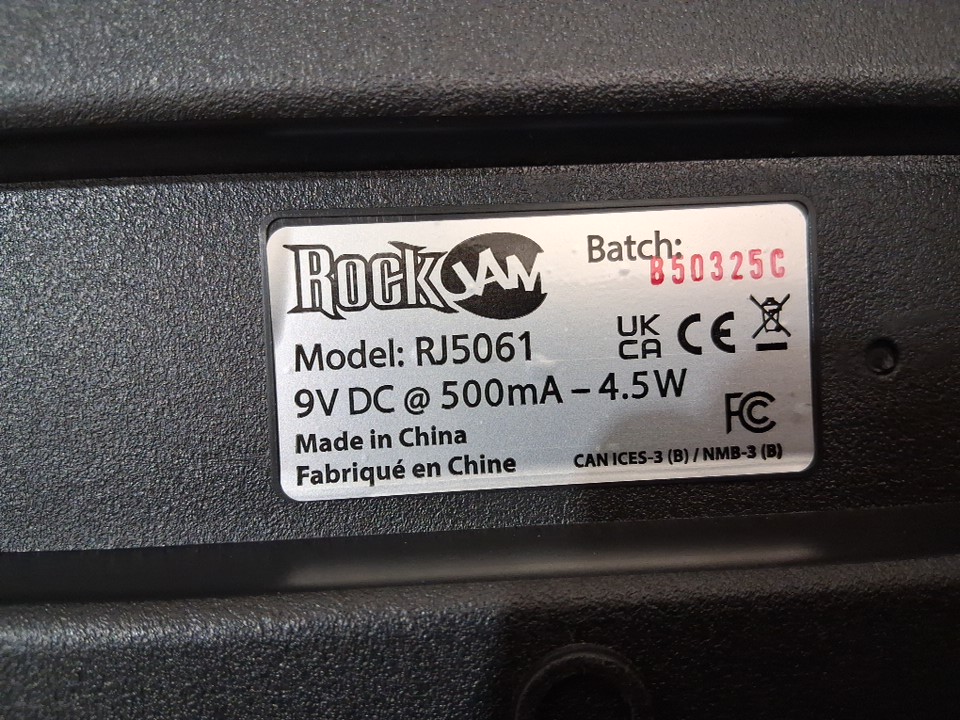 ROCKJAM
Batch:
B50325C
Model: RJ5061
UK
CA CE
9V DC @ 500mA – 4.5W
FC
Made in China
Fabriqué en Chine
CAN ICES-3 (B) / NMB-3 (B)